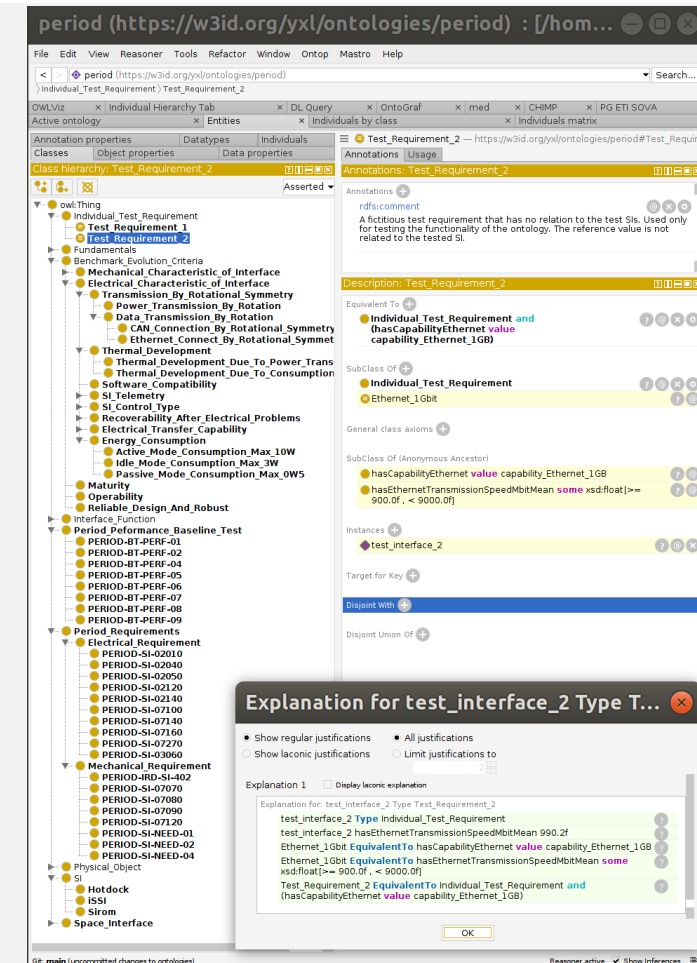 period (https://w3id.org/yxl/ontologies/period) : [/hom...
File Edit View Reasoner Tools Refactor Window Ontop Mastro Help
< > period (https://w3id.org/yxl/ontologies/period) Search...
Individual_Test_Requirement Test_Requirement_2
OWLViz × Individual Hierarchy Tab × DL Query × OntoGraf × med × CHIMP × PG ETI SOVA
Active ontology × Entities × Individuals by class × Individuals matrix
Annotation properties Datatypes Individuals
Classes Object properties Data properties
Class hierarchy: Test_Requirement_2
Asserted
owl:Thing
Individual_Test_Requirement
Test_Requirement_1
Test_Requirement_2
Fundamentals
Benchmark_Evolution_Criteria
Mechanical_Characteristic_of_Interface
Electrical_Characteristic_of_Interface
Transmission_By_Rotational_Symmetry
Power_Transmission_By_Rotation
Data_Transmission_By_Rotation
CAN_Connection_By_Rotational_Symmetry
Ethernet_Connect_By_Rotational_Symmet
Thermal_Development
Thermal_Development_Due_To_Power_Trans
Thermal_Development_Due_To_Consumption
Software_Compatibility
SI_Telemetry
SI_Control_Type
Recoverability_After_Electrical_Problems
Electrical_Transfer_Capability
Energy_Consumption
Active_Mode_Consumption_Max_10W
Idle_Mode_Consumption_Max_3W
Passive_Mode_Consumption_Max_0W5
Maturity
Operability
Reliable_Design_And_Robust
Interface_Function
Period_Peformance_Baseline_Test
PERIOD-BT-PERF-01
PERIOD-BT-PERF-02
PERIOD-BT-PERF-04
PERIOD-BT-PERF-05
PERIOD-BT-PERF-06
PERIOD-BT-PERF-07
PERIOD-BT-PERF-08
PERIOD-BT-PERF-09
Period_Requirements
Electrical_Requirement
PERIOD-SI-02010
PERIOD-SI-02040
PERIOD-SI-02050
PERIOD-SI-02120
PERIOD-SI-02140
PERIOD-SI-07100
PERIOD-SI-07140
PERIOD-SI-07160
PERIOD-SI-07270
PERIOD-SI-03060
Mechanical_Requirement
PERIOD-IRD-SI-402
PERIOD-SI-07070
PERIOD-SI-07080
PERIOD-SI-07090
PERIOD-SI-07120
PERIOD-SI-NEED-01
PERIOD-SI-NEED-02
PERIOD-SI-NEED-04
Physical_Object
SI
Hotdock
iSSI
Sirom
Space_Interface
Test_Requirement_2 — https://w3id.org/yxl/ontologies/period#Test_Requir
Annotations Usage
Annotations: Test_Requirement_2
Annotations
rdfs:comment
A fictitious test requirement that has no relation to the test SIs. Used only
for testing the functionality of the ontology. The reference value is not
related to the tested SI.
Description: Test_Requirement_2
Equivalent To
Individual_Test_Requirement and
(hasCapabilityEthernet value
capability_Ethernet_1GB)
SubClass Of
Individual_Test_Requirement
Ethernet_1Gbit
General class axioms
SubClass Of (Anonymous Ancestor)
hasCapabilityEthernet value capability_Ethernet_1GB
hasEthernetTransmissionSpeedMbitMean some xsd:float[>=
900.0f , < 9000.0f]
Instances
test_interface_2
Target for Key
Disjoint With
Disjoint Union Of
Explanation for test_interface_2 Type T...
Show regular justifications All justifications
Show laconic justifications Limit justifications to
2
Explanation 1 Display laconic explanation
Explanation for: test_interface_2 Type Test_Requirement_2
test_interface_2 Type Individual_Test_Requirement
test_interface_2 hasEthernetTransmissionSpeedMbitMean 990.2f
Ethernet_1Gbit EquivalentTo hasCapabilityEthernet value capability_Ethernet_1GB
Ethernet_1Gbit EquivalentTo hasEthernetTransmissionSpeedMbitMean some
xsd:float[>= 900.0f , < 9000.0f]
Test_Requirement_2 EquivalentTo Individual_Test_Requirement and
(hasCapabilityEthernet value capability_Ethernet_1GB)
OK
Git: main (uncommitted changes to ontologies) Reasoner active Show Inferences